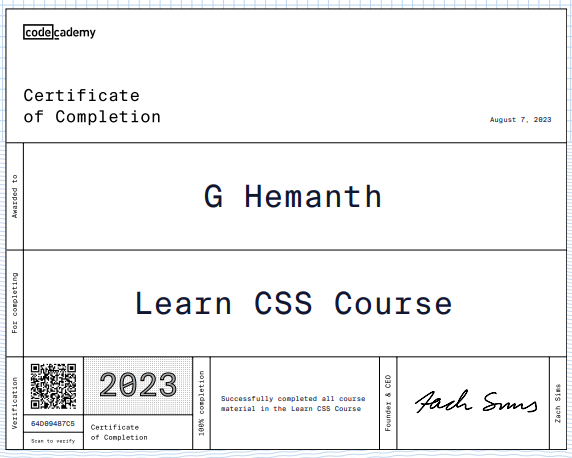 codecademy
Certificate
of Completion
August 7, 2023
Awarded to
G Hemanth
For completing
Learn CSS Course
Verification
64D094B7C5
Scan to verify
2023
Certificate
of Completion
100% completion
Successfully completed all course
material in the Learn CSS Course
Founder & CEO
Zach Sims
Zach Sims